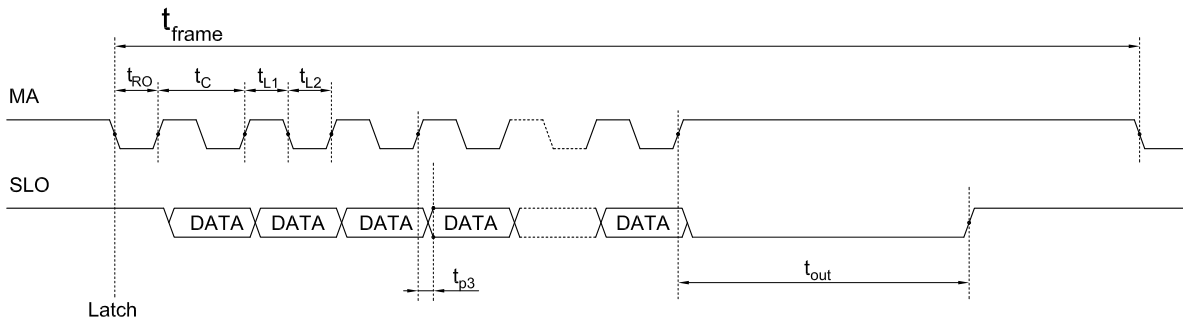 tframe
tRO
tC
tL1
tL2
MA
SLO
DATA
DATA
DATA
DATA
DATA
tp3
tout
Latch